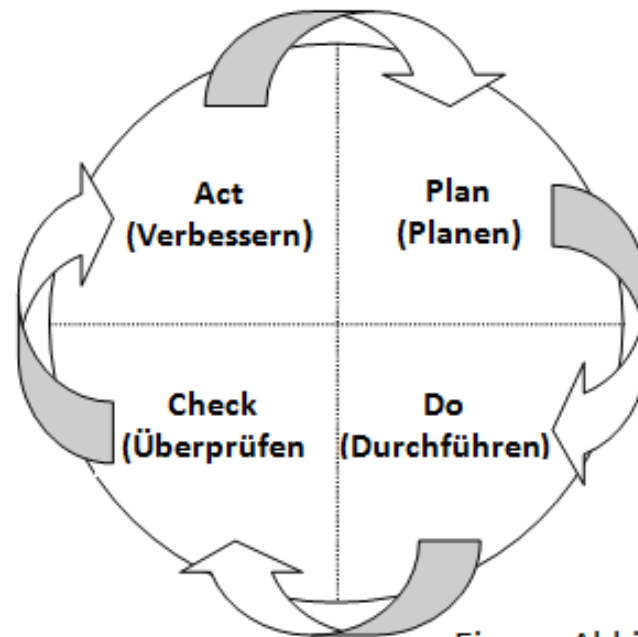 Act
(Verbessern)
Plan
(Planen)
Check
(Überprüfen
Do
(Durchführen)